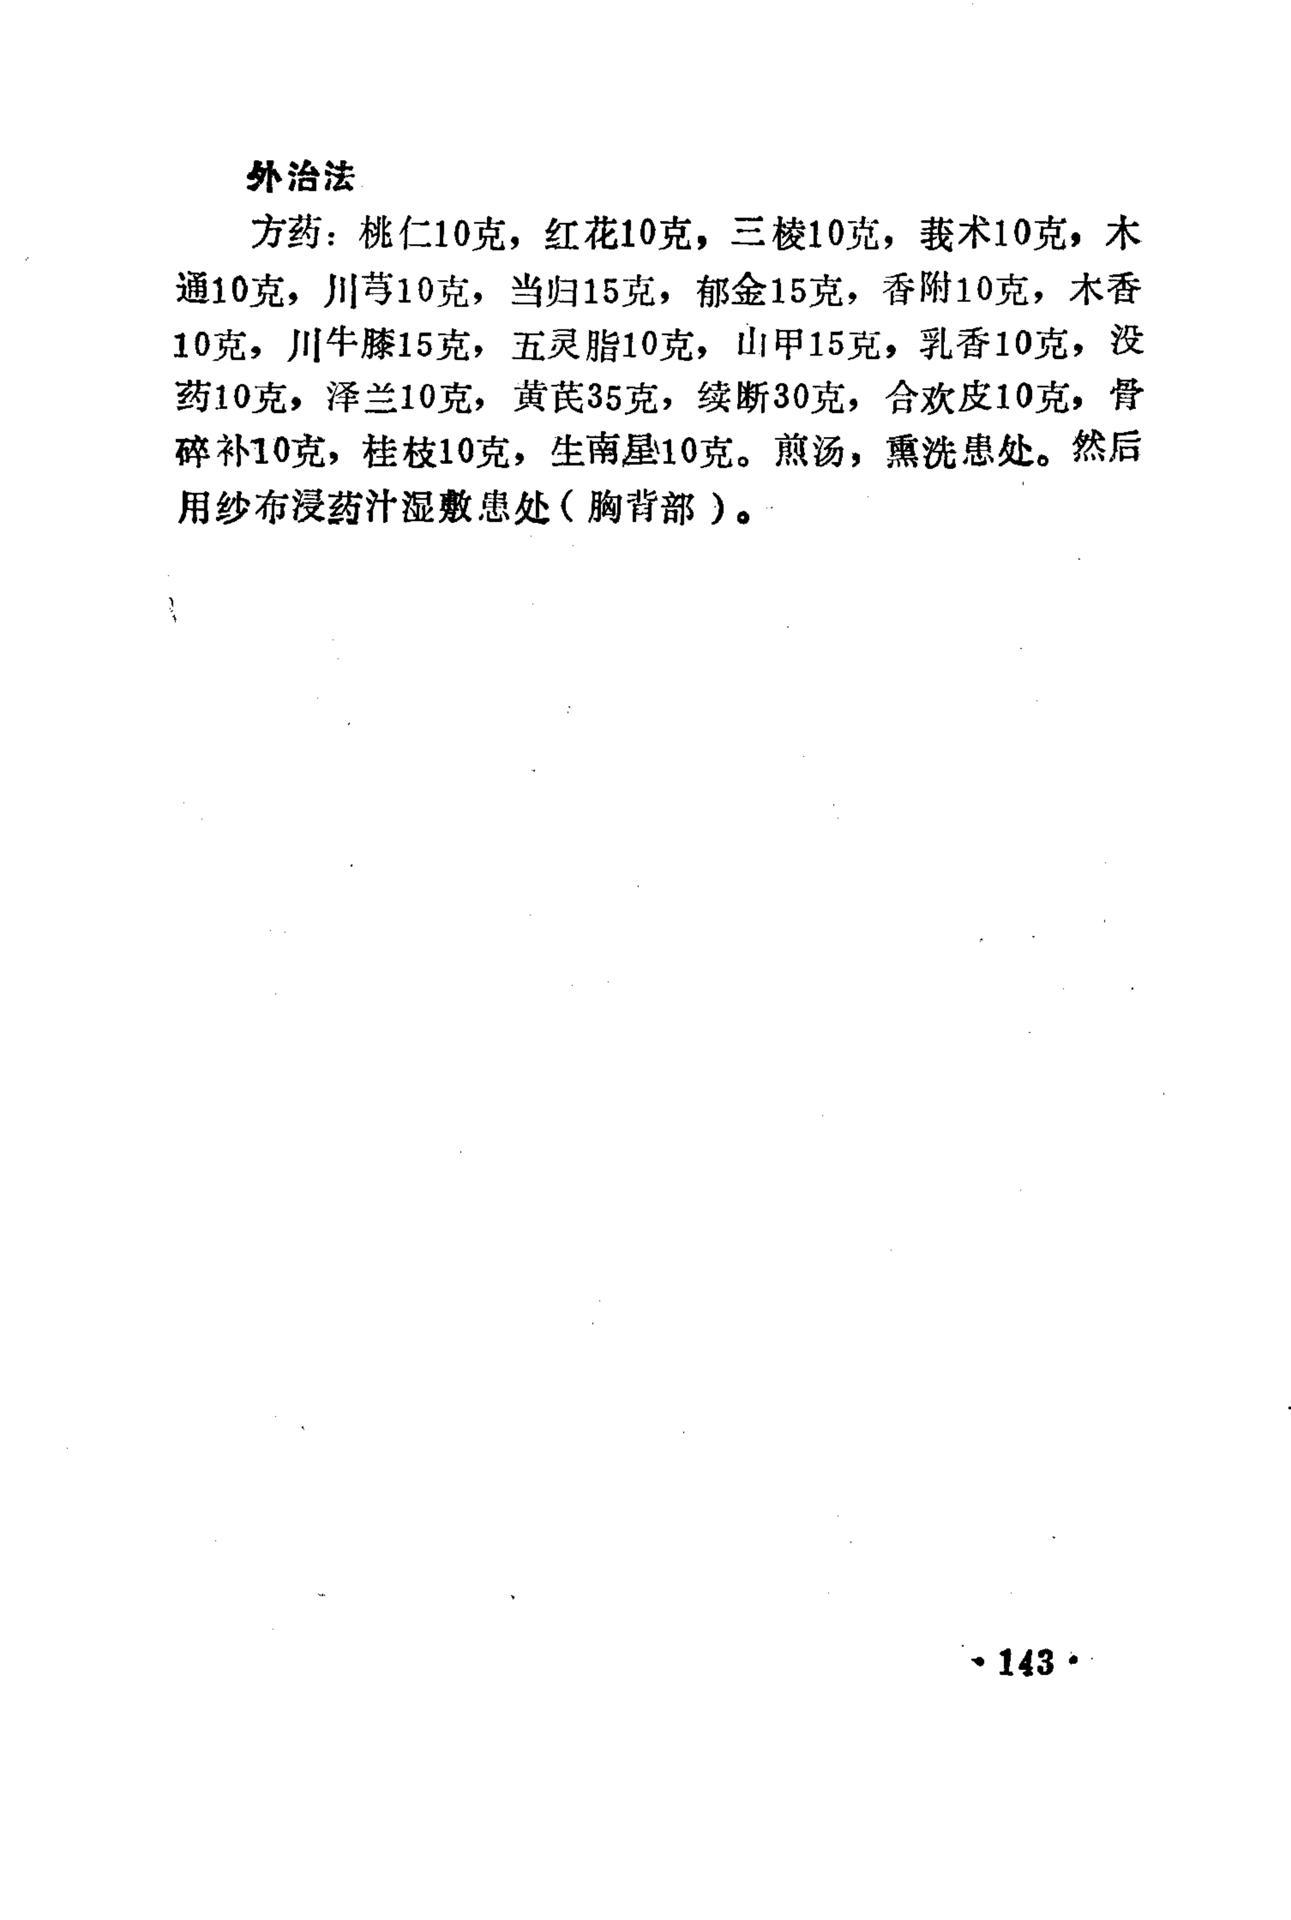 外治法
方药：桃仁10克，红花10克，三棱10克，莪术10克，木
通10克，川芎10克，当归15克，郁金15克，香附10克，木香
10克，川牛膝15克，五灵脂10克，山甲15克，乳香10克，没
药10克，泽兰10克，黄芪35克，续断30克，合欢皮10克，骨
碎补10克，桂枝10克，生南星10克。煎汤，熏洗患处。然后
用纱布浸药汁湿敷患处（胸背部）。
·143·